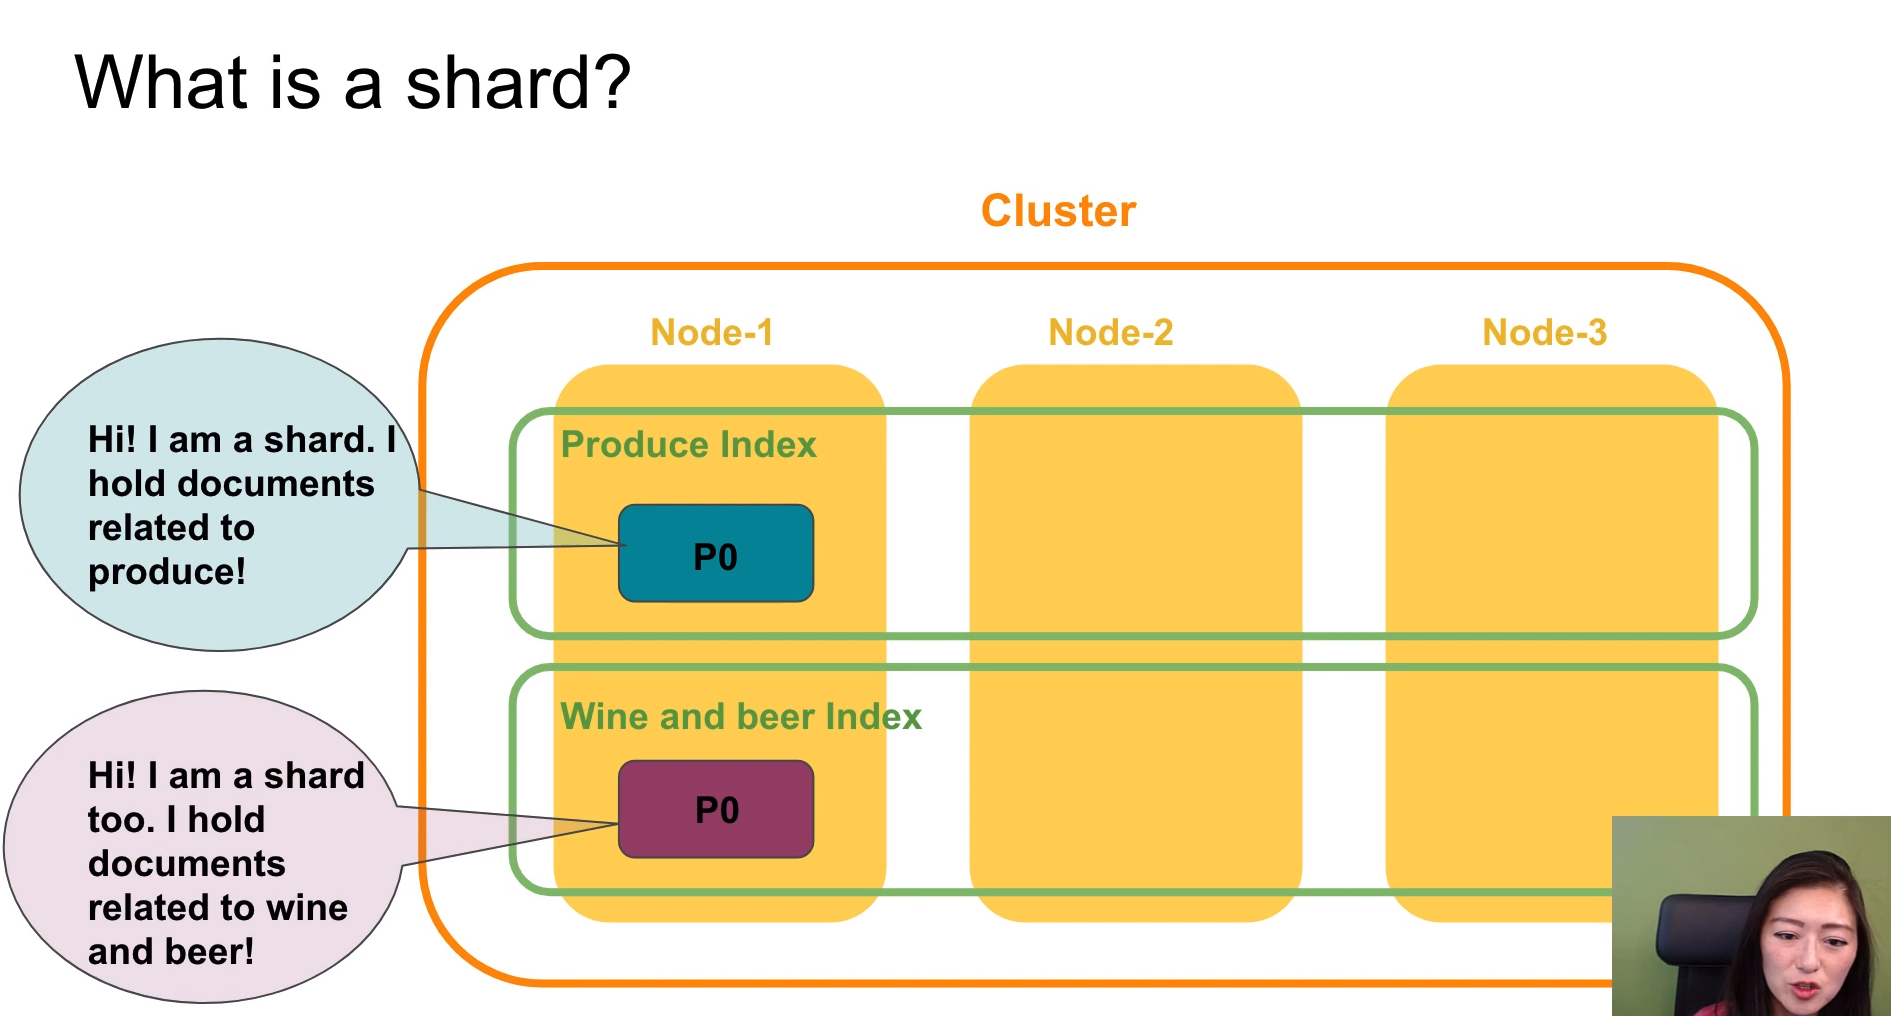 What is a shard?
Cluster
Node-1
Node-2
Node-3
Hi! I am a shard. I
hold documents
related to
produce!
Produce Index
P0
Wine and beer Index
P0
Hi! I am a shard
too. I hold
documents
related to wine
and beer!